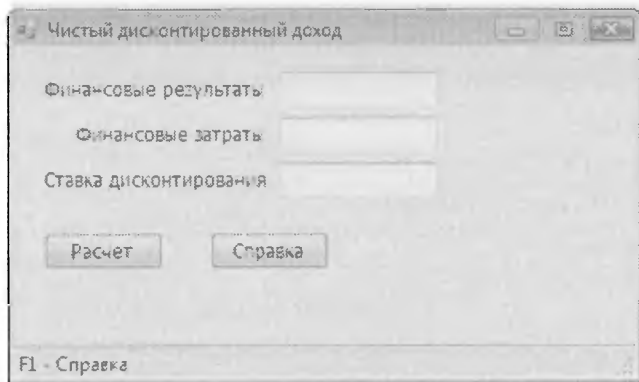 Чистый дисконтированный доход
Финансовые результаты
Финансовые затраты
Ставка дисконтирования
Расчет
Справка
F1 - Справка